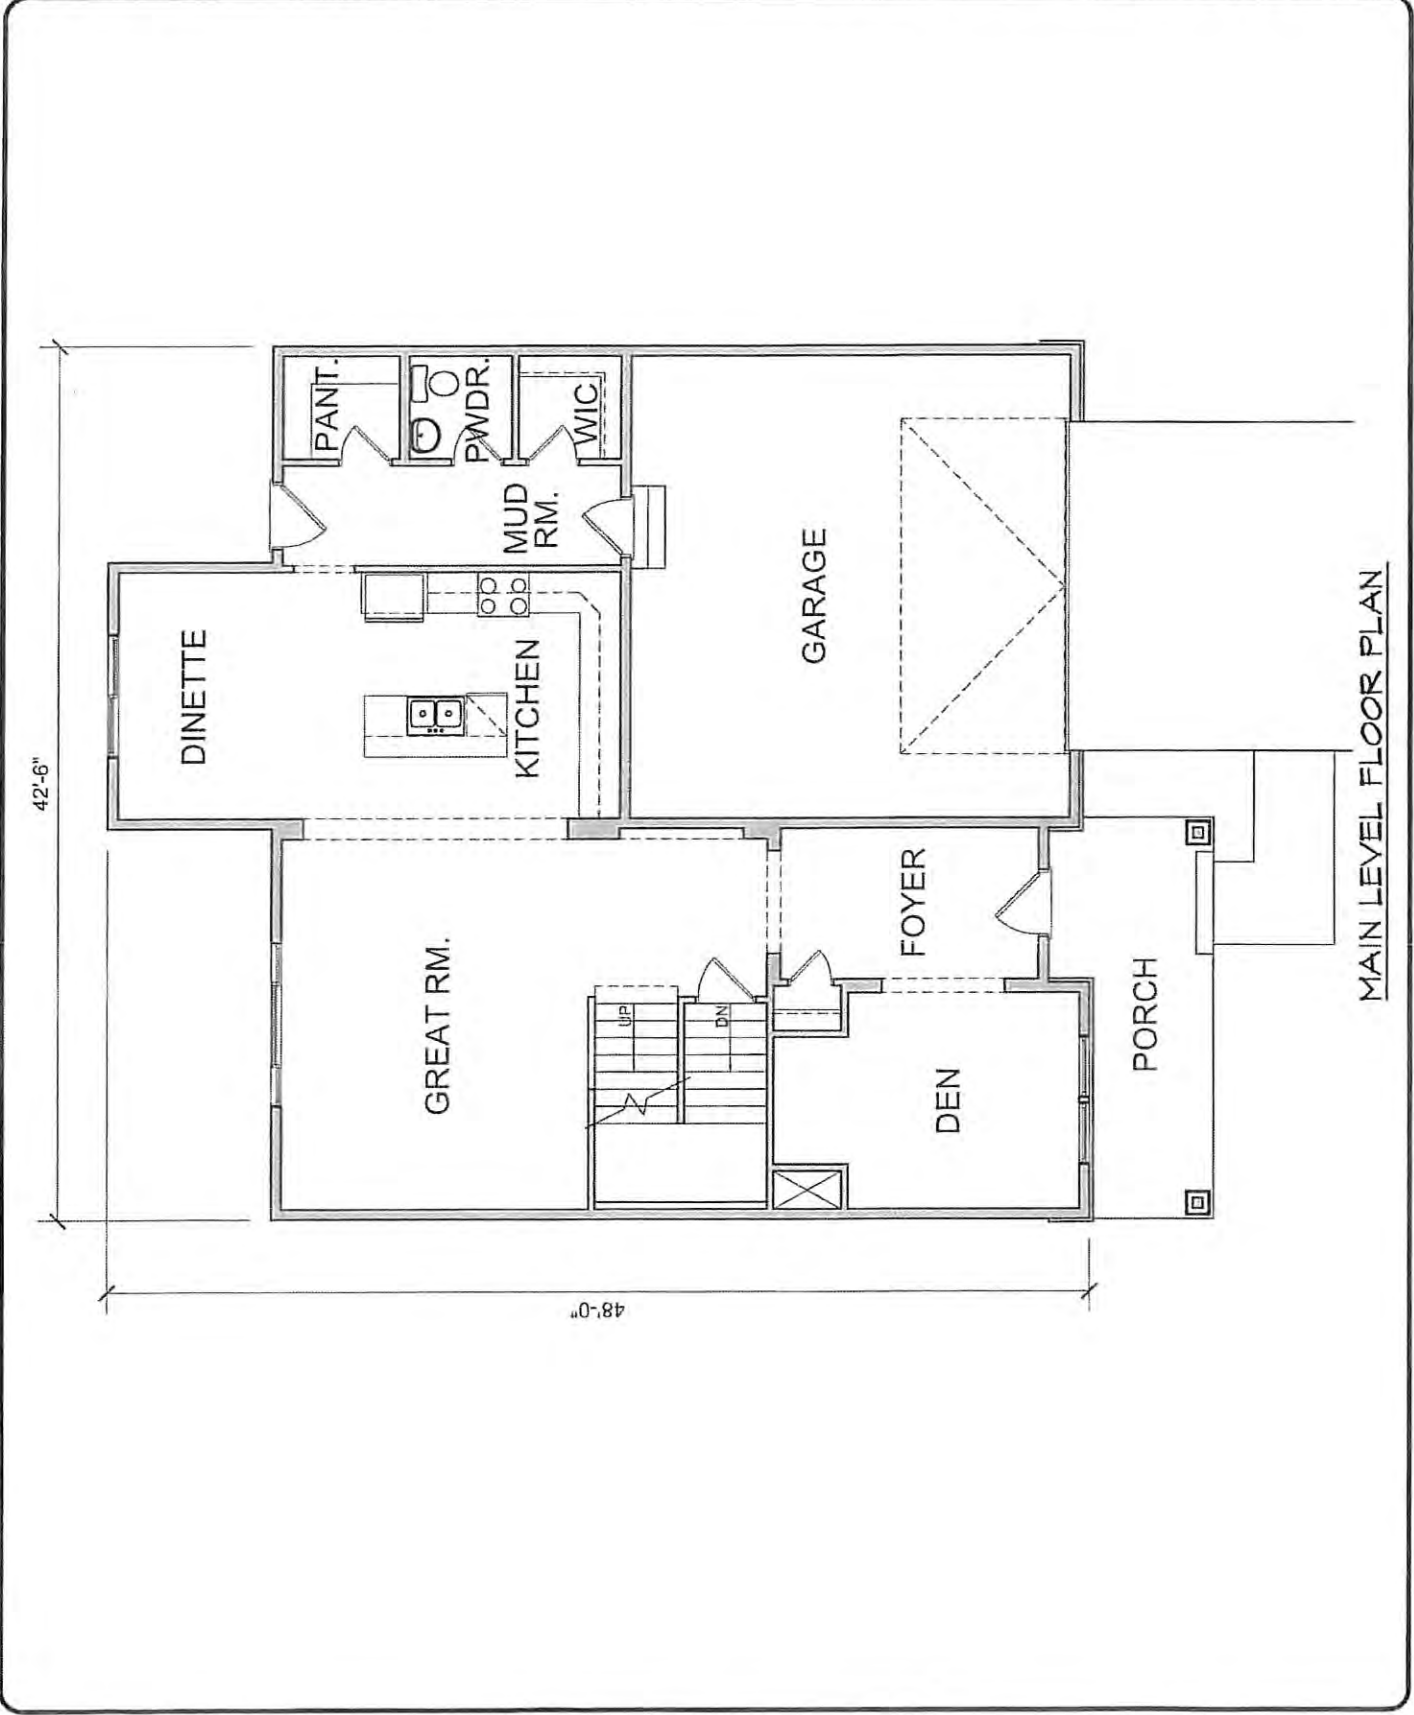 42'-6"
48'-0"
DINETTE
PANT.
PWDR.
WIC
MUD
RM.
KITCHEN
GREAT RM.
UP
DN
GARAGE
FOYER
DEN
PORCH
MAIN LEVEL FLOOR PLAN